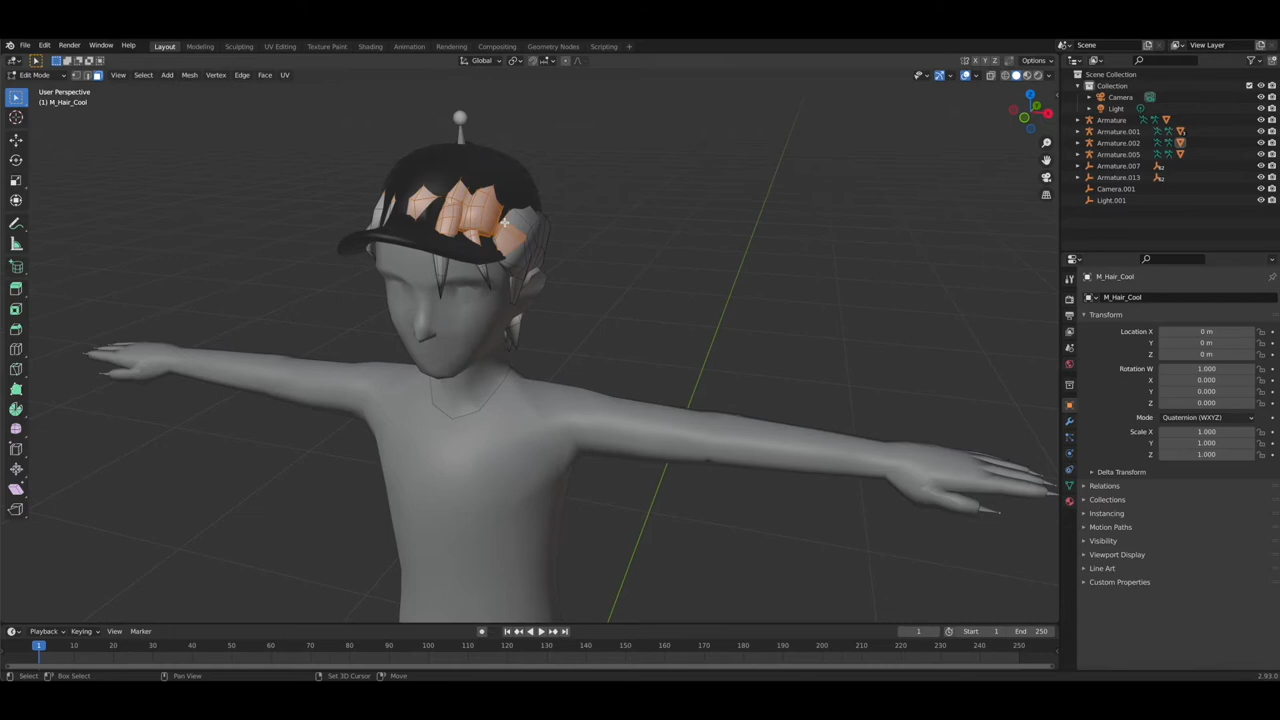 File Edit Render Window Help Layout Modeling Sculpting UV Editing Texture Paint Shading Animation Rendering Compositing Geometry Nodes Scripting + Scene View Layer
Global Options
Edit Mode View Select Add Mesh Vertex Edge Face UV X Y Z
User Perspective
(1) M_Hair_Cool
Scene Collection
Collection
Camera
Light
Armature
Armature.001
Armature.002
Armature.005
Armature.007
Armature.013
Camera.001
Light.001
M_Hair_Cool
M_Hair_Cool
Transform
Location X 0 m
Y 0 m
Z 0 m
Rotation W 1.000
X 0.000
Y 0.000
Z 0.000
Mode Quaternion (WXYZ)
Scale X 1.000
Y 1.000
Z 1.000
Delta Transform
Relations
Collections
Instancing
Motion Paths
Visibility
Viewport Display
Line Art
Custom Properties
Playback Keying View Marker 1 Start 1 End 250
1 10 20 30 40 50 60 70 80 90 100 110 120 130 140 150 160 170 180 190 200 210 220 230 240 250
Select Box Select Pan View Set 3D Cursor Move 2.93.0